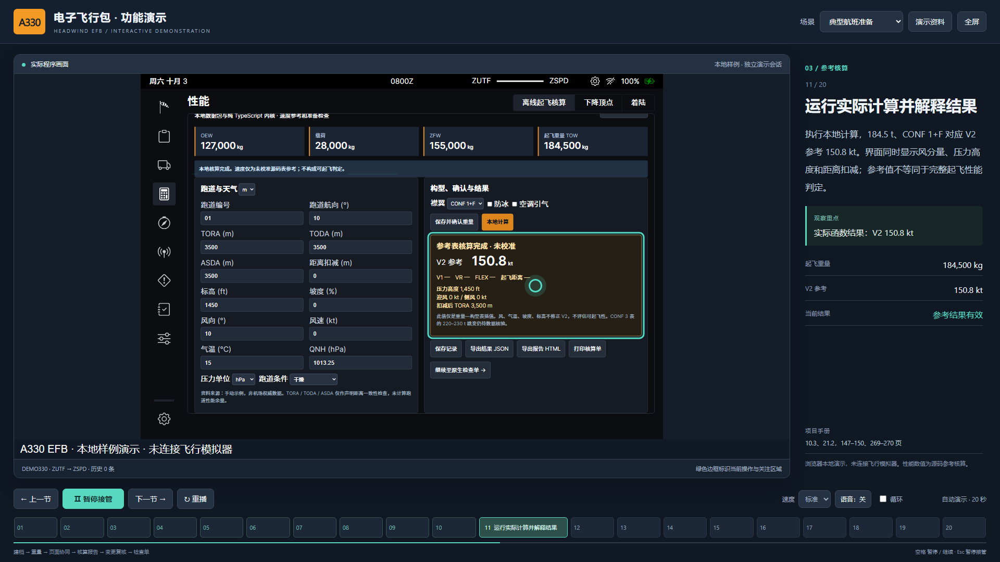 A330
电子飞行包 · 功能演示
HEADWIND EFB / INTERACTIVE DEMONSTRATION
场景
典型航班准备
演示资料
全屏
实际程序画面
本地样例 · 独立演示会话
周六 十月 3
0800Z
ZUTF
ZSPD
100%
性能
离线起飞核算
下降顶点
着陆
本地数据包与纯 TypeScript 内核 · 速度参考和准备检查
OEW
127,000 kg
载荷
28,000 kg
ZFW
155,000 kg
起飞重量 TOW
184,500 kg
本地核算完成。速度仅为未校准源码表参考；不构成可起飞判定。
跑道与天气
m
跑道编号
跑道航向 (°)
01
10
TORA (m)
TODA (m)
3500
3500
ASDA (m)
距离扣减 (m)
3500
0
标高 (ft)
坡度 (%)
1450
0
风向 (°)
风速 (kt)
10
0
气温 (°C)
QNH (hPa)
15
1013.25
压力单位
hPa
跑道条件
干燥
资料来源：手动示例，非机场权威数据。TORA / TODA / ASDA 仅作声明距离一致性检查，未计算跑
道性能余量。
构型、确认与结果
襟翼
CONF 1+F
防冰
空调引气
保存并确认重量
本地计算
参考表核算完成 · 未校准
V2 参考 150.8 kt
V1 — VR — FLEX — 起飞距离 —
压力高度 1,450 ft
迎风 0 kt / 侧风 0 kt
扣减后 TORA 3,500 m
此值仅是重量—构型表插值。风、气温、坡度、标高不修正 V2，不评估可起飞性。CONF 3 表
的 220–230 t 跳变仍待数据核验。
保存记录
导出结果 JSON
导出报告 HTML
打印核算单
继续至原生检查单 →
A330 EFB · 本地样例演示 · 未连接飞行模拟器
DEMO330 · ZUTF → ZSPD · 历史 0 条
绿色边框标识当前操作与关注区域
03 / 参考核算
11 / 20
运行实际计算并解释结果
执行本地计算，184.5 t、CONF 1+F 对应 V2
参考 150.8 kt。界面同时显示风分量、压力高
度和距离扣减；参考值不等同于完整起飞性能
判定。
观察重点
实际函数结果：V2 150.8 kt
起飞重量
184,500 kg
V2 参考
150.8 kt
当前结果
参考结果有效
项目手册
10.3、21.2，147–150、269–270 页
浏览器本地演示，未连接飞行模拟器。性能数值为源码参考核算。
← 上一节
暂停接管
下一节 →
↻ 重播
速度
标准
语音：关
循环
自动演示 · 20 秒
01
02
03
04
05
06
07
08
09
10
11 运行实际计算并解释结果
12
13
14
15
16
17
18
19
20
建档 → 重量 → 页面协同 → 核算报告 → 变更复核 → 检查单
空格 暂停 / 继续 · Esc 暂停接管